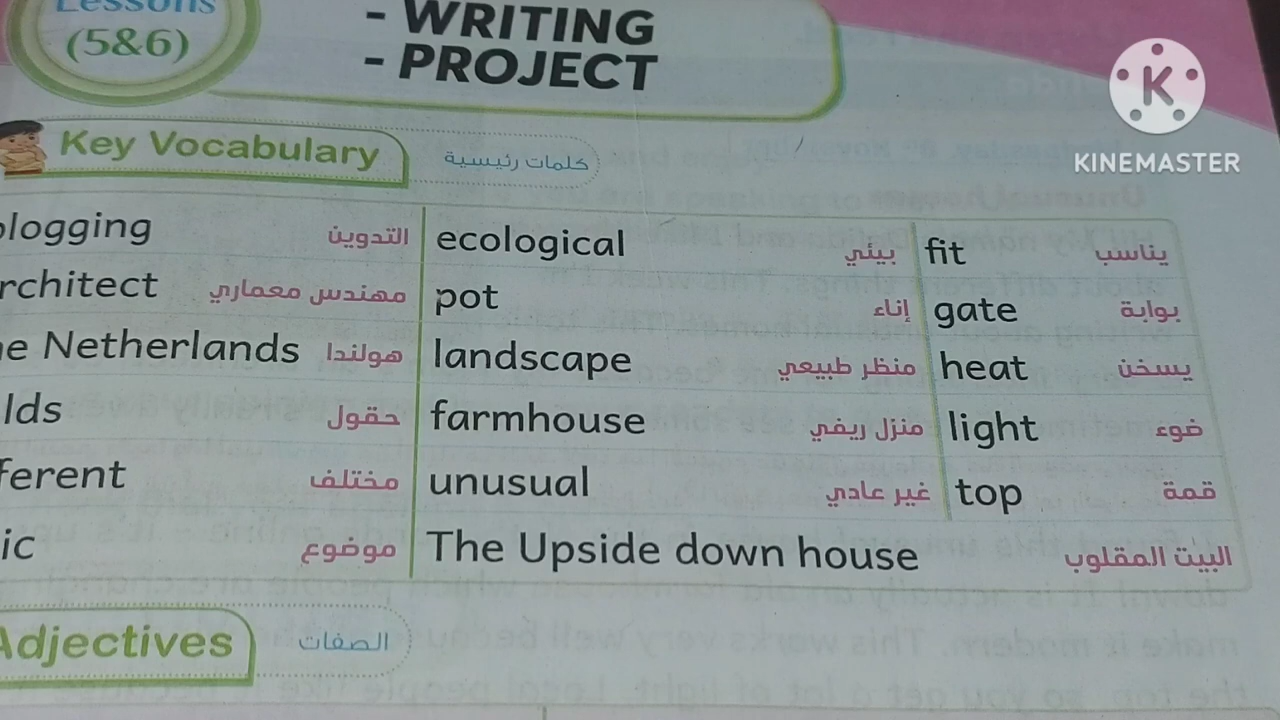 Lessons
(5&6)
- WRITING
- PROJECT
KINEMASTER
Key Vocabulary كلمات رئيسية
blogging التدوين ecological بيئي fit يناسب
rchitect مهندس معماري pot إناء gate بوابة
e Netherlands هولندا landscape منظر طبيعي heat يسخن
lds حقول farmhouse منزل ريفي light ضوء
ferent مختلف unusual غير عادي top قمة
ic موضوع The Upside down house البيت المقلوب
Adjectives الصفات